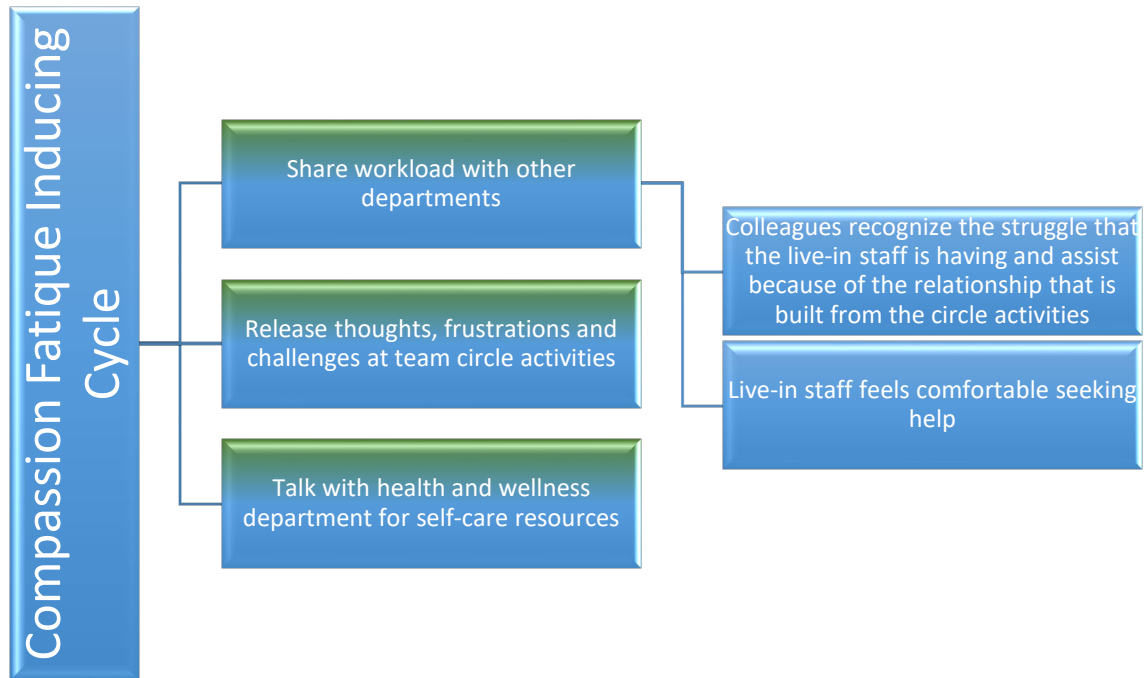 Compassion Fatique Inducing
Cycle
Share workload with other
departments
Release thoughts, frustrations and
challenges at team circle activities
Talk with health and wellness
department for self-care resources
Colleagues recognize the struggle that
the live-in staff is having and assist
because of the relationship that is
built from the circle activities
Live-in staff feels comfortable seeking
help